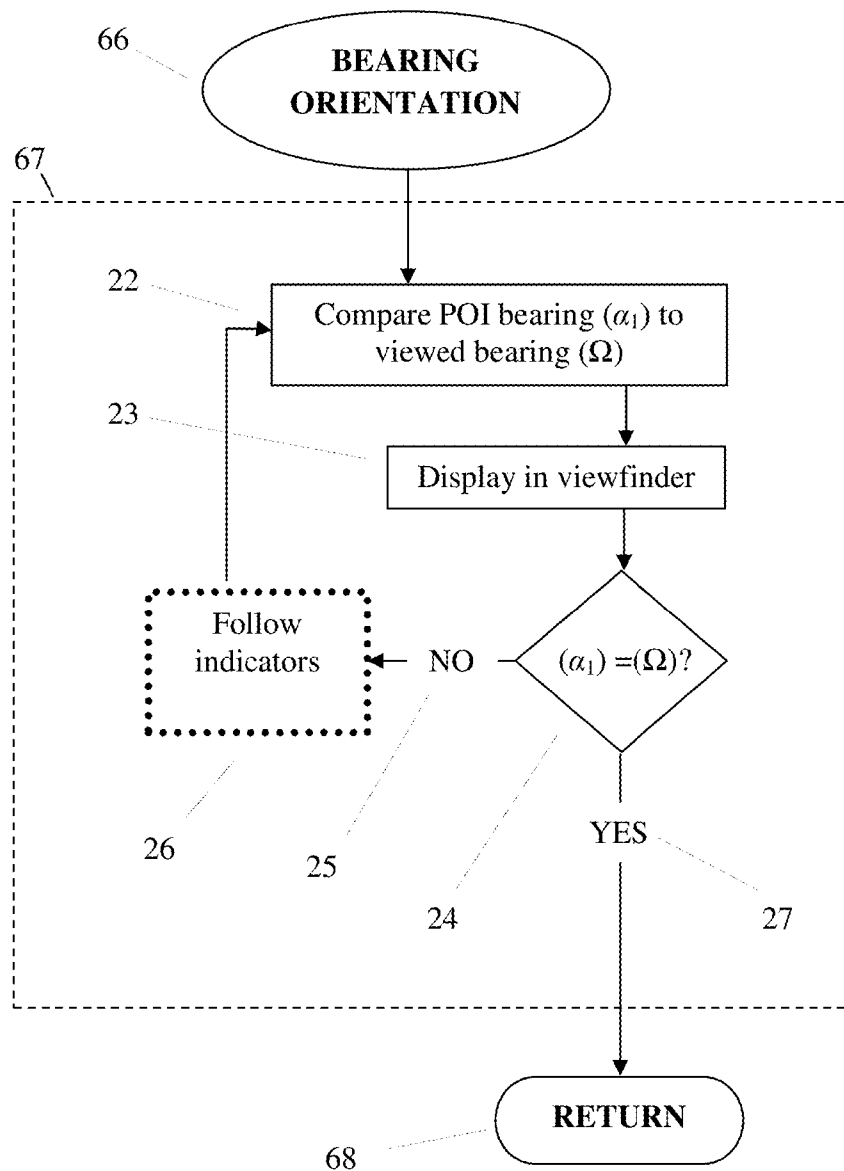 66
BEARING
ORIENTATION
67
22
Compare POI bearing (α₁) to
viewed bearing (Ω)
23
Display in viewfinder
Follow
indicators
NO
(α₁) =(Ω)?
26
25
YES
24
27
RETURN
68